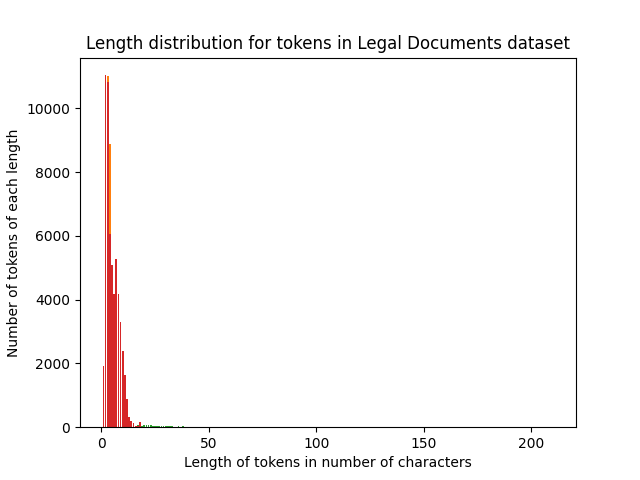 Length distribution for tokens in Legal Documents dataset
Number of tokens of each length
10000
8000
6000
4000
2000
0
0 50 100 150 200
Length of tokens in number of characters